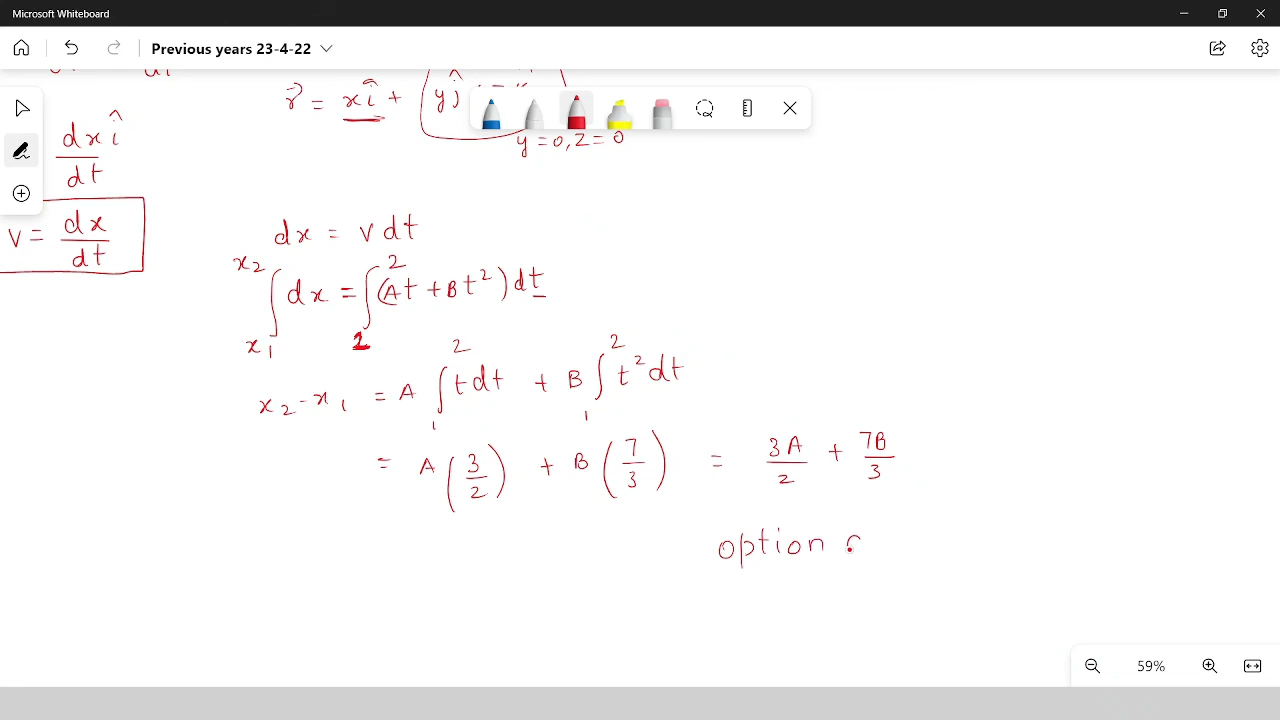 Microsoft Whiteboard
Previous years 23-4-22
r⃗ = xî + yĵ
y = 0, z = 0
dx î / dt
v = dx/dt
dx = v dt
∫_{x₁}^{x₂} dx = ∫_{1}^{2} (At + Bt²) dt
x₂ - x₁ = A ∫_{1}^{2} t dt + B ∫_{1}^{2} t² dt
= A (3/2) + B (7/3) = 3A/2 + 7B/3
option
59%